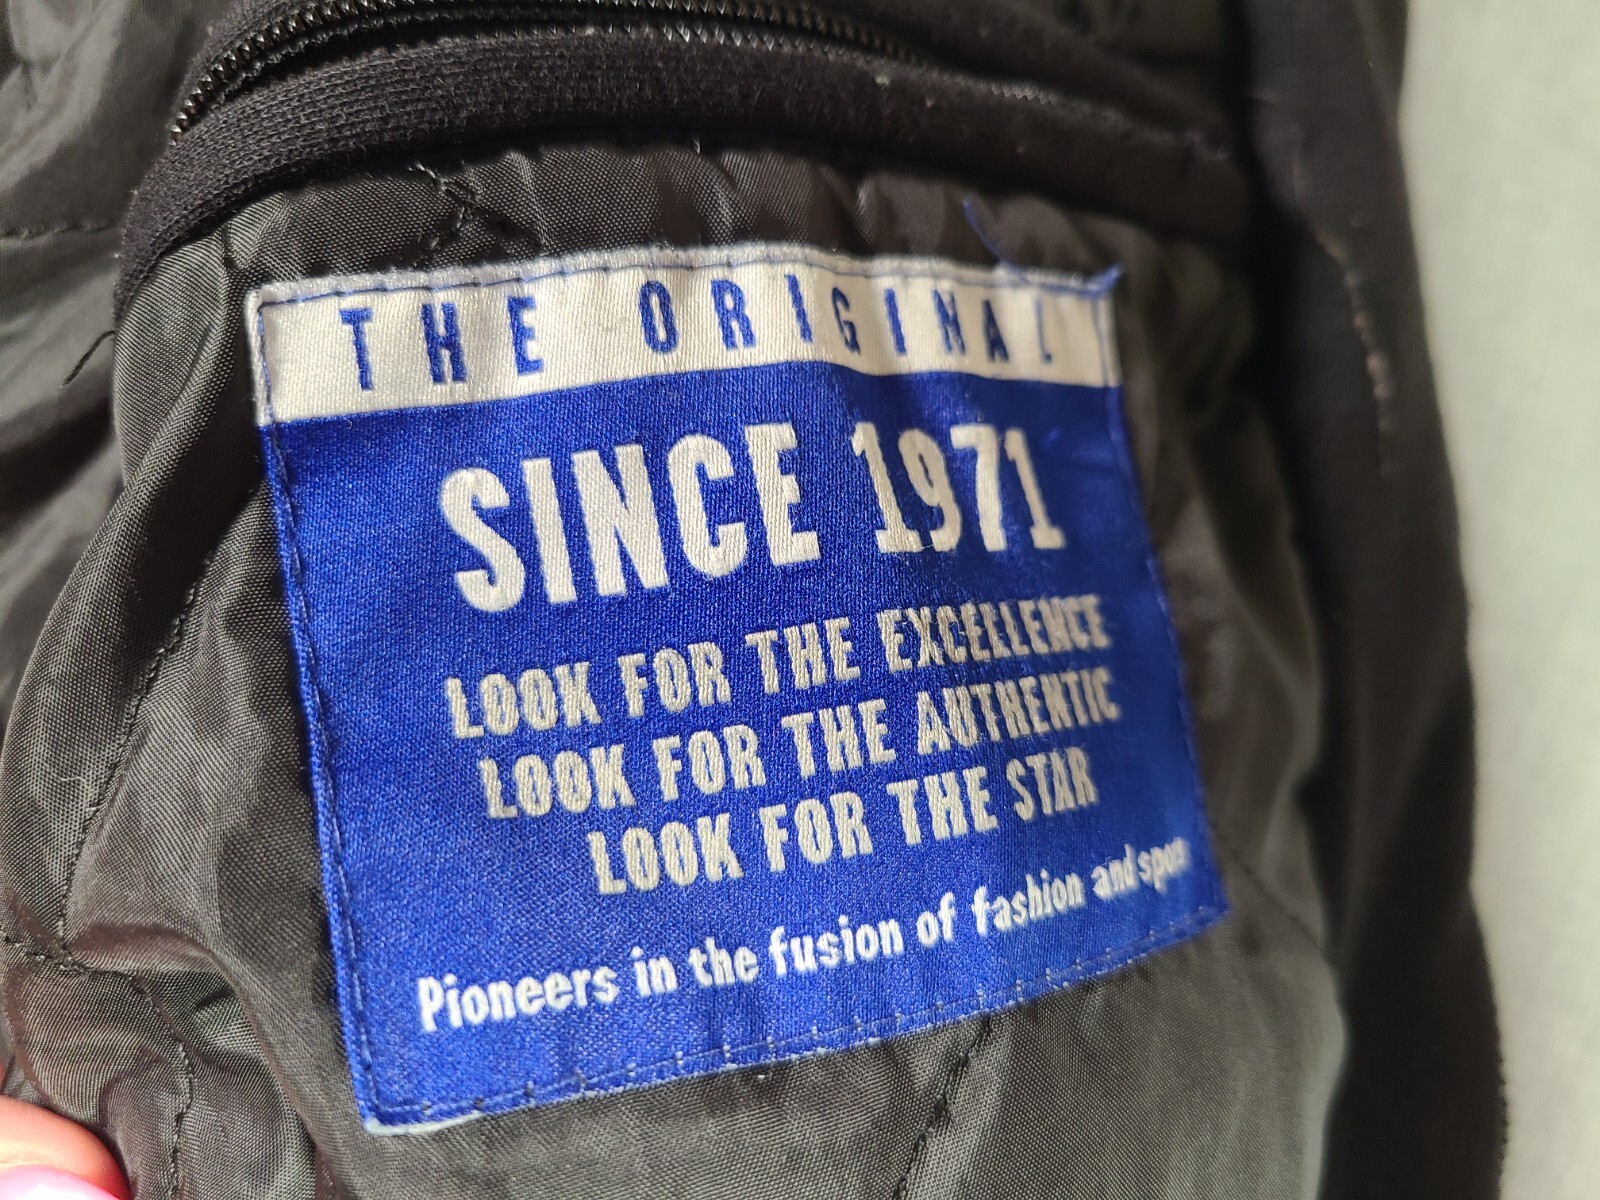 THE ORIGINAL
SINCE 1971
LOOK FOR THE EXCELLENCE
LOOK FOR THE AUTHENTIC
LOOK FOR THE STAR
Pioneers in the fusion of fashion and sport